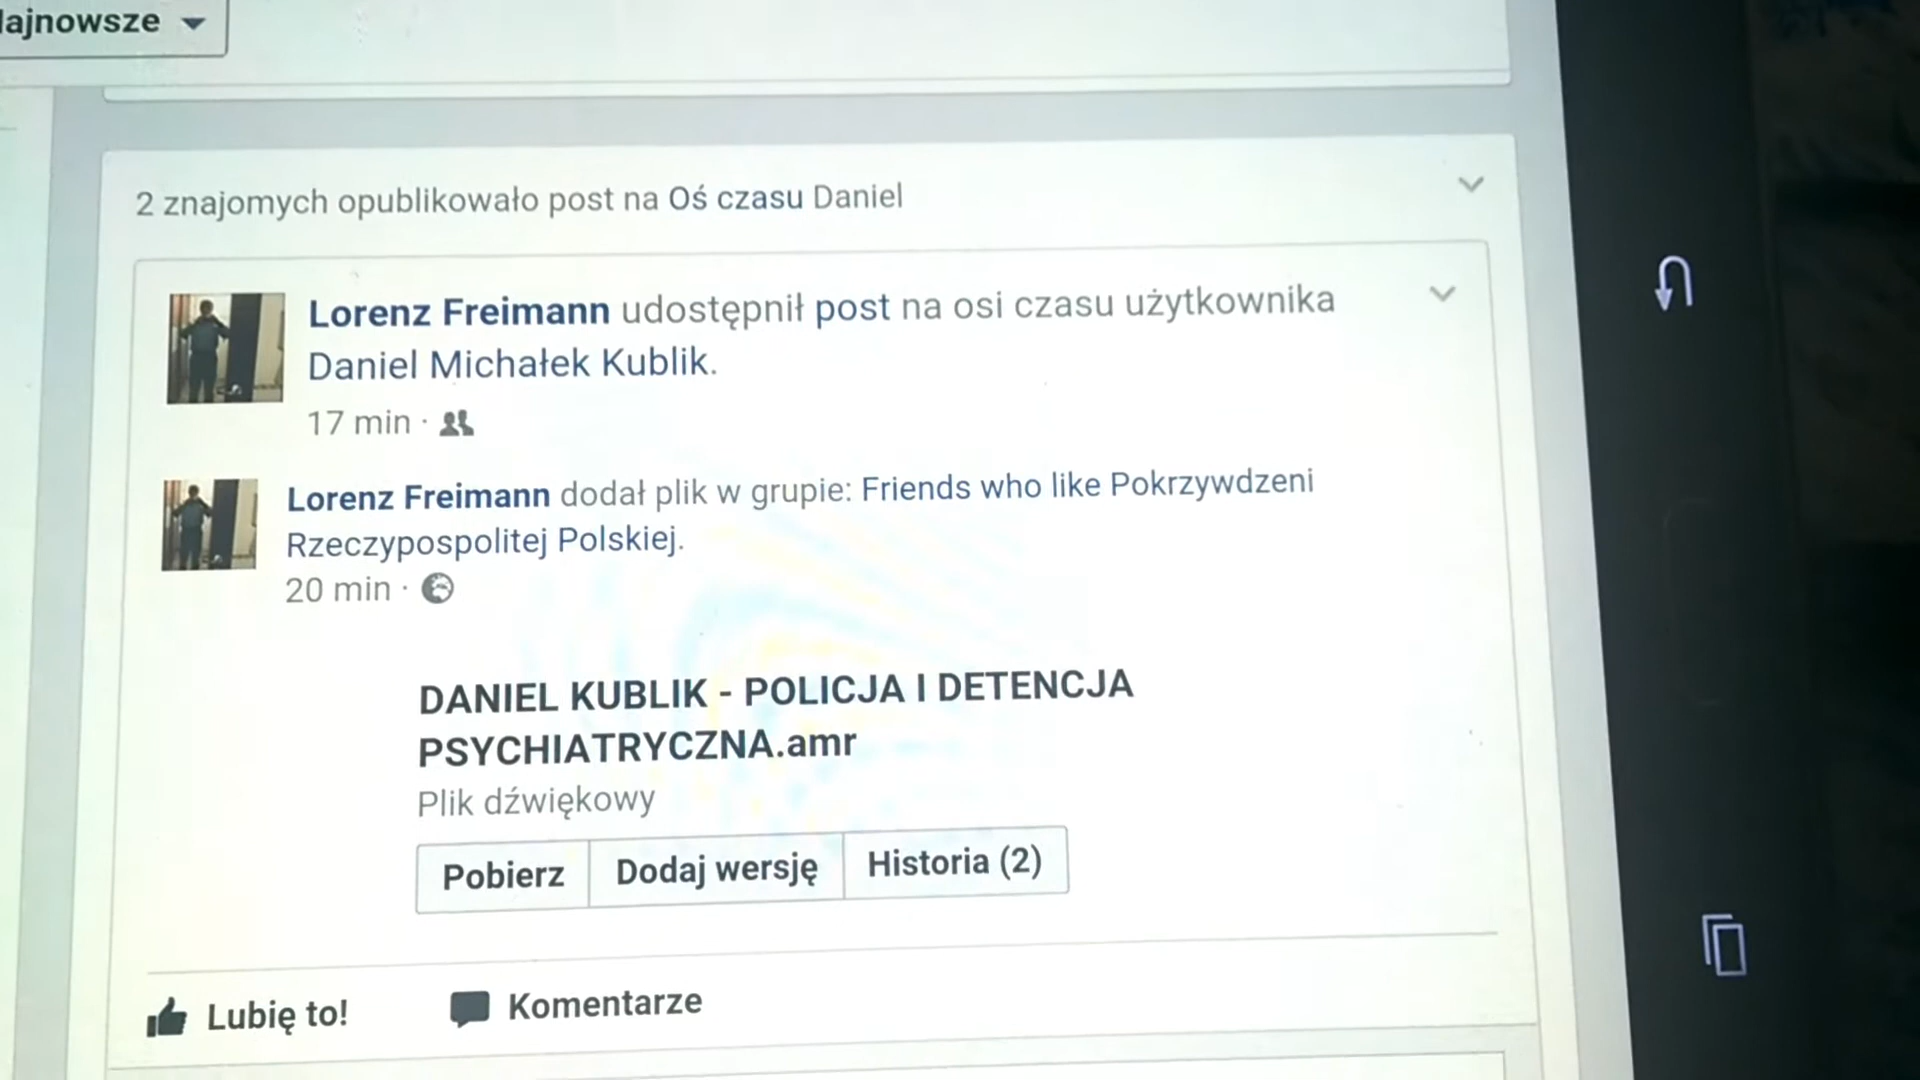 2 znajomych opublikowało post na Oś czasu Daniel
Lorenz Freimann udostępnił post na osi czasu użytkownika
Daniel Michałek Kublik.
17 min ·
Lorenz Freimann dodał plik w grupie: Friends who like Pokrzywdzeni
Rzeczypospolitej Polskiej.
20 min ·
DANIEL KUBLIK - POLICJA I DETENCJA
PSYCHIATRYCZNA.amr
Plik dźwiękowy
Pobierz Dodaj wersję Historia (2)
Lubię to! Komentarze